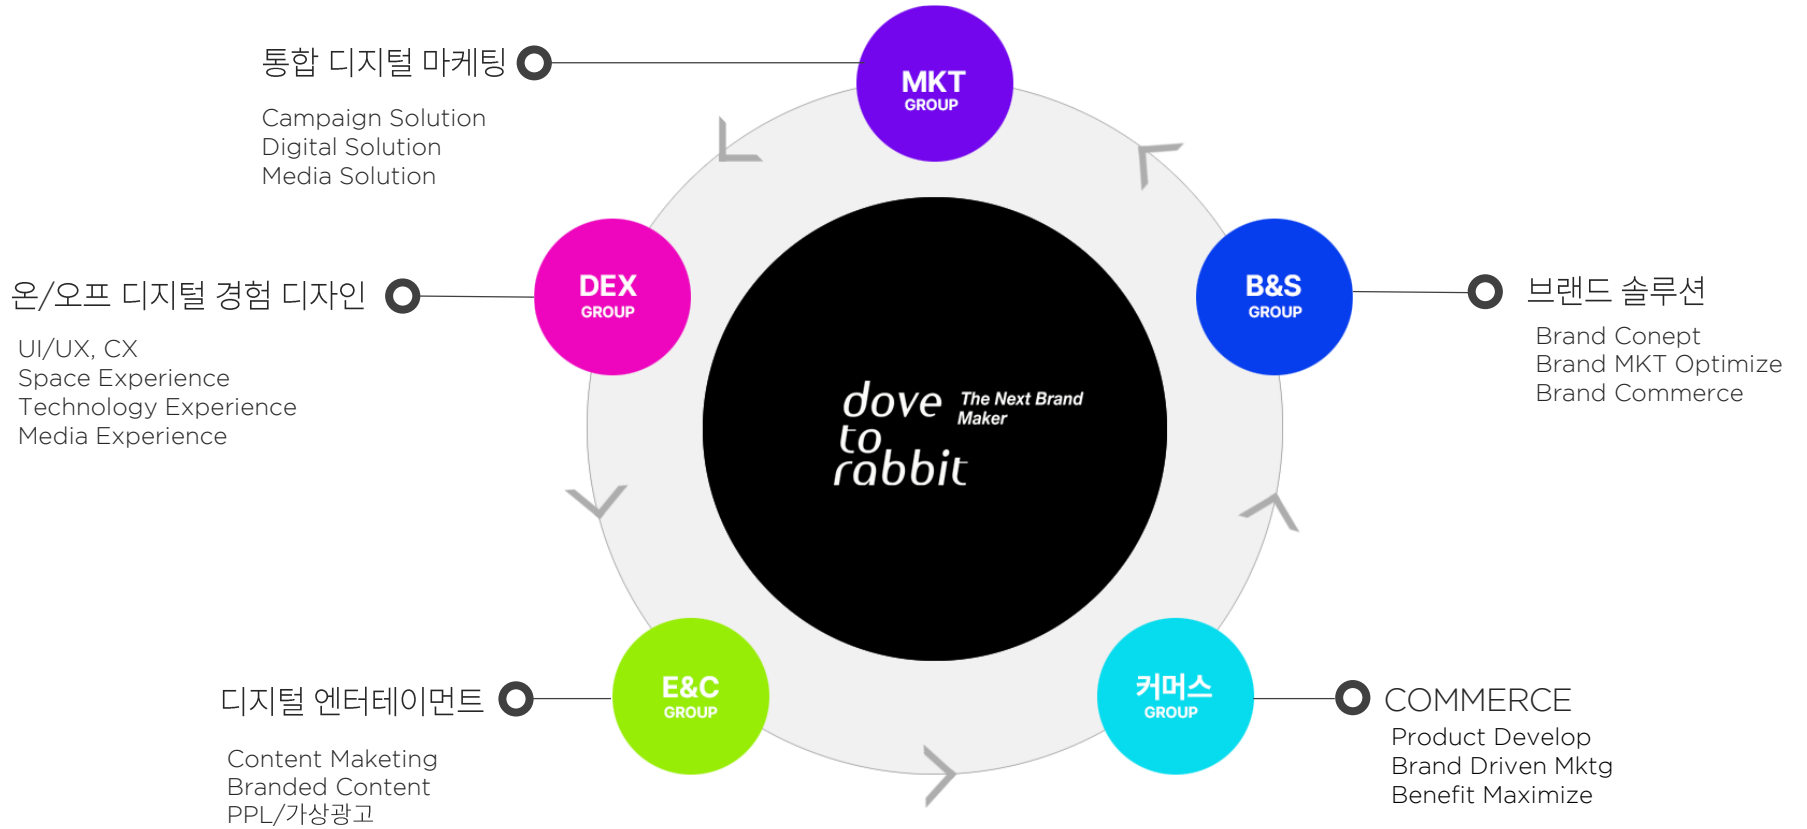 통합 디지털 마케팅
Campaign Solution
Digital Solution
Media Solution
MKT
GROUP
온/오프 디지털 경험 디자인
UI/UX, CX
Space Experience
Technology Experience
Media Experience
DEX
GROUP
B&S
GROUP
브랜드 솔루션
Brand Conept
Brand MKT Optimize
Brand Commerce
dove
to
rabbit
The Next Brand
Maker
디지털 엔터테이먼트
Content Maketing
Branded Content
PPL/가상광고
E&C
GROUP
커머스
GROUP
COMMERCE
Product Develop
Brand Driven Mktg
Benefit Maximize